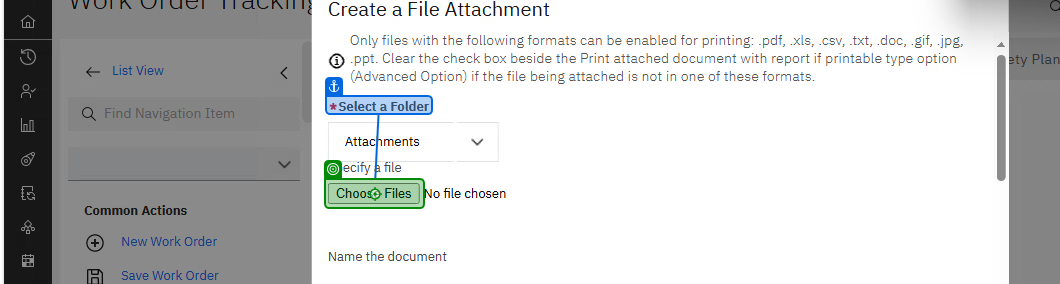 Work Order Tracking
Create a File Attachment
Only files with the following formats can be enabled for printing: .pdf, .xls, .csv, .txt, .doc, .gif, .jpg,
.ppt. Clear the check box beside the Print attached document with report if printable type option
(Advanced Option) if the file being attached is not in one of these formats.
ety Plan
List View
*Select a Folder
Find Navigation Item
Attachments
ecify a file
Choose Files No file chosen
Common Actions
New Work Order
Name the document
Save Work Order